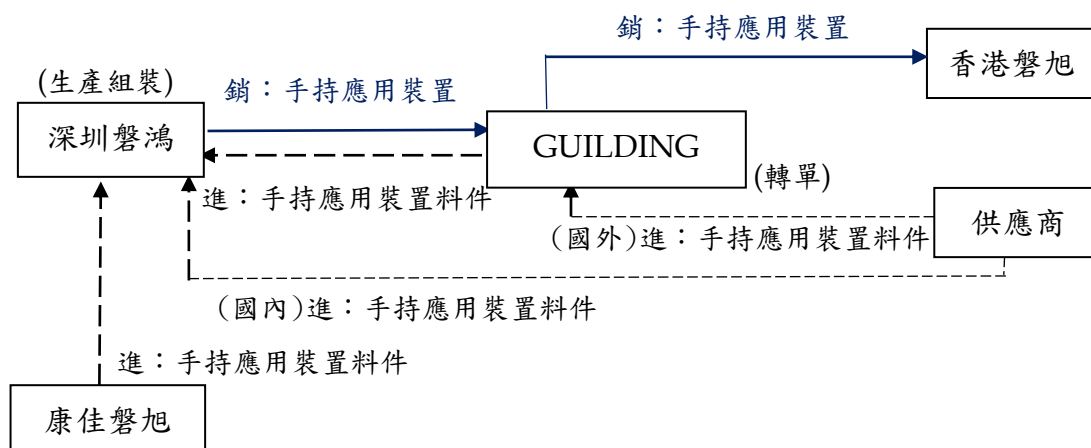 銷：手持應用裝置
香港磐旭
(生產組裝)
銷：手持應用裝置
深圳磐鴻
GUILDING
(轉單)
進：手持應用裝置料件
供應商
(國外)進：手持應用裝置料件
(國內)進：手持應用裝置料件
進：手持應用裝置料件
康佳磐旭